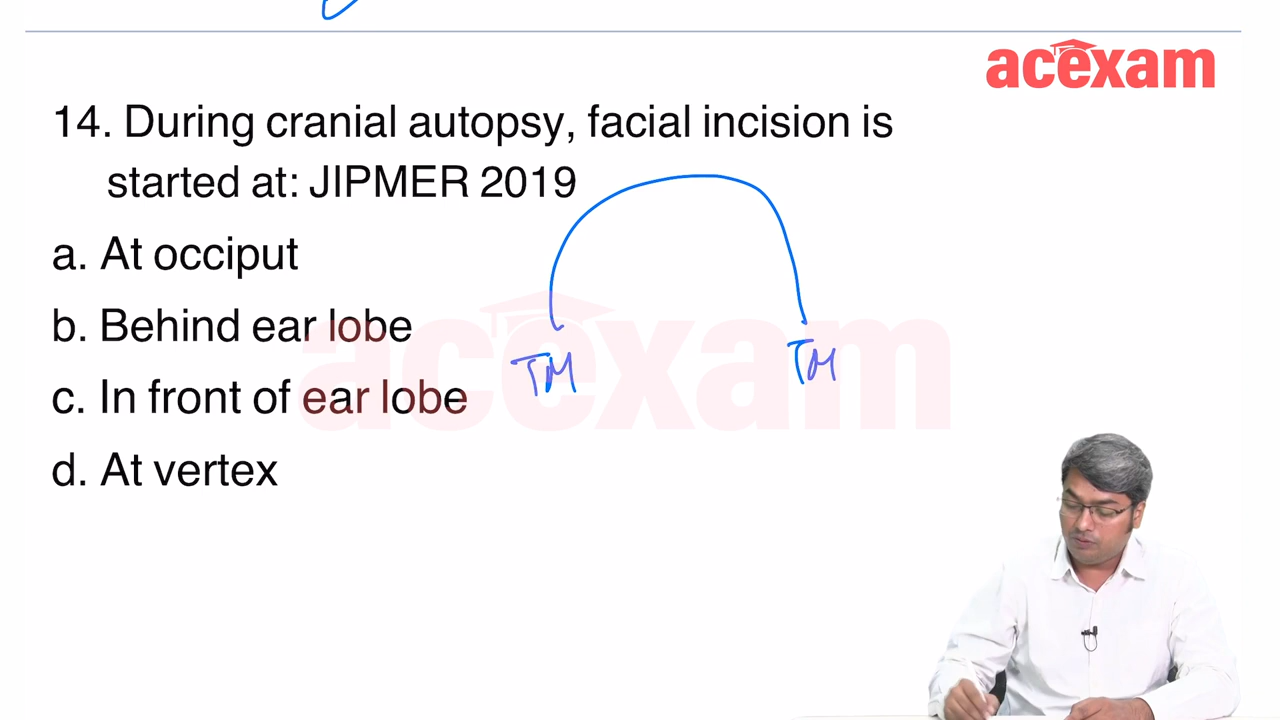 acexam
14. During cranial autopsy, facial incision is
started at: JIPMER 2019
a. At occiput
b. Behind ear lobe
c. In front of ear lobe
d. At vertex
TM
TM
acexam